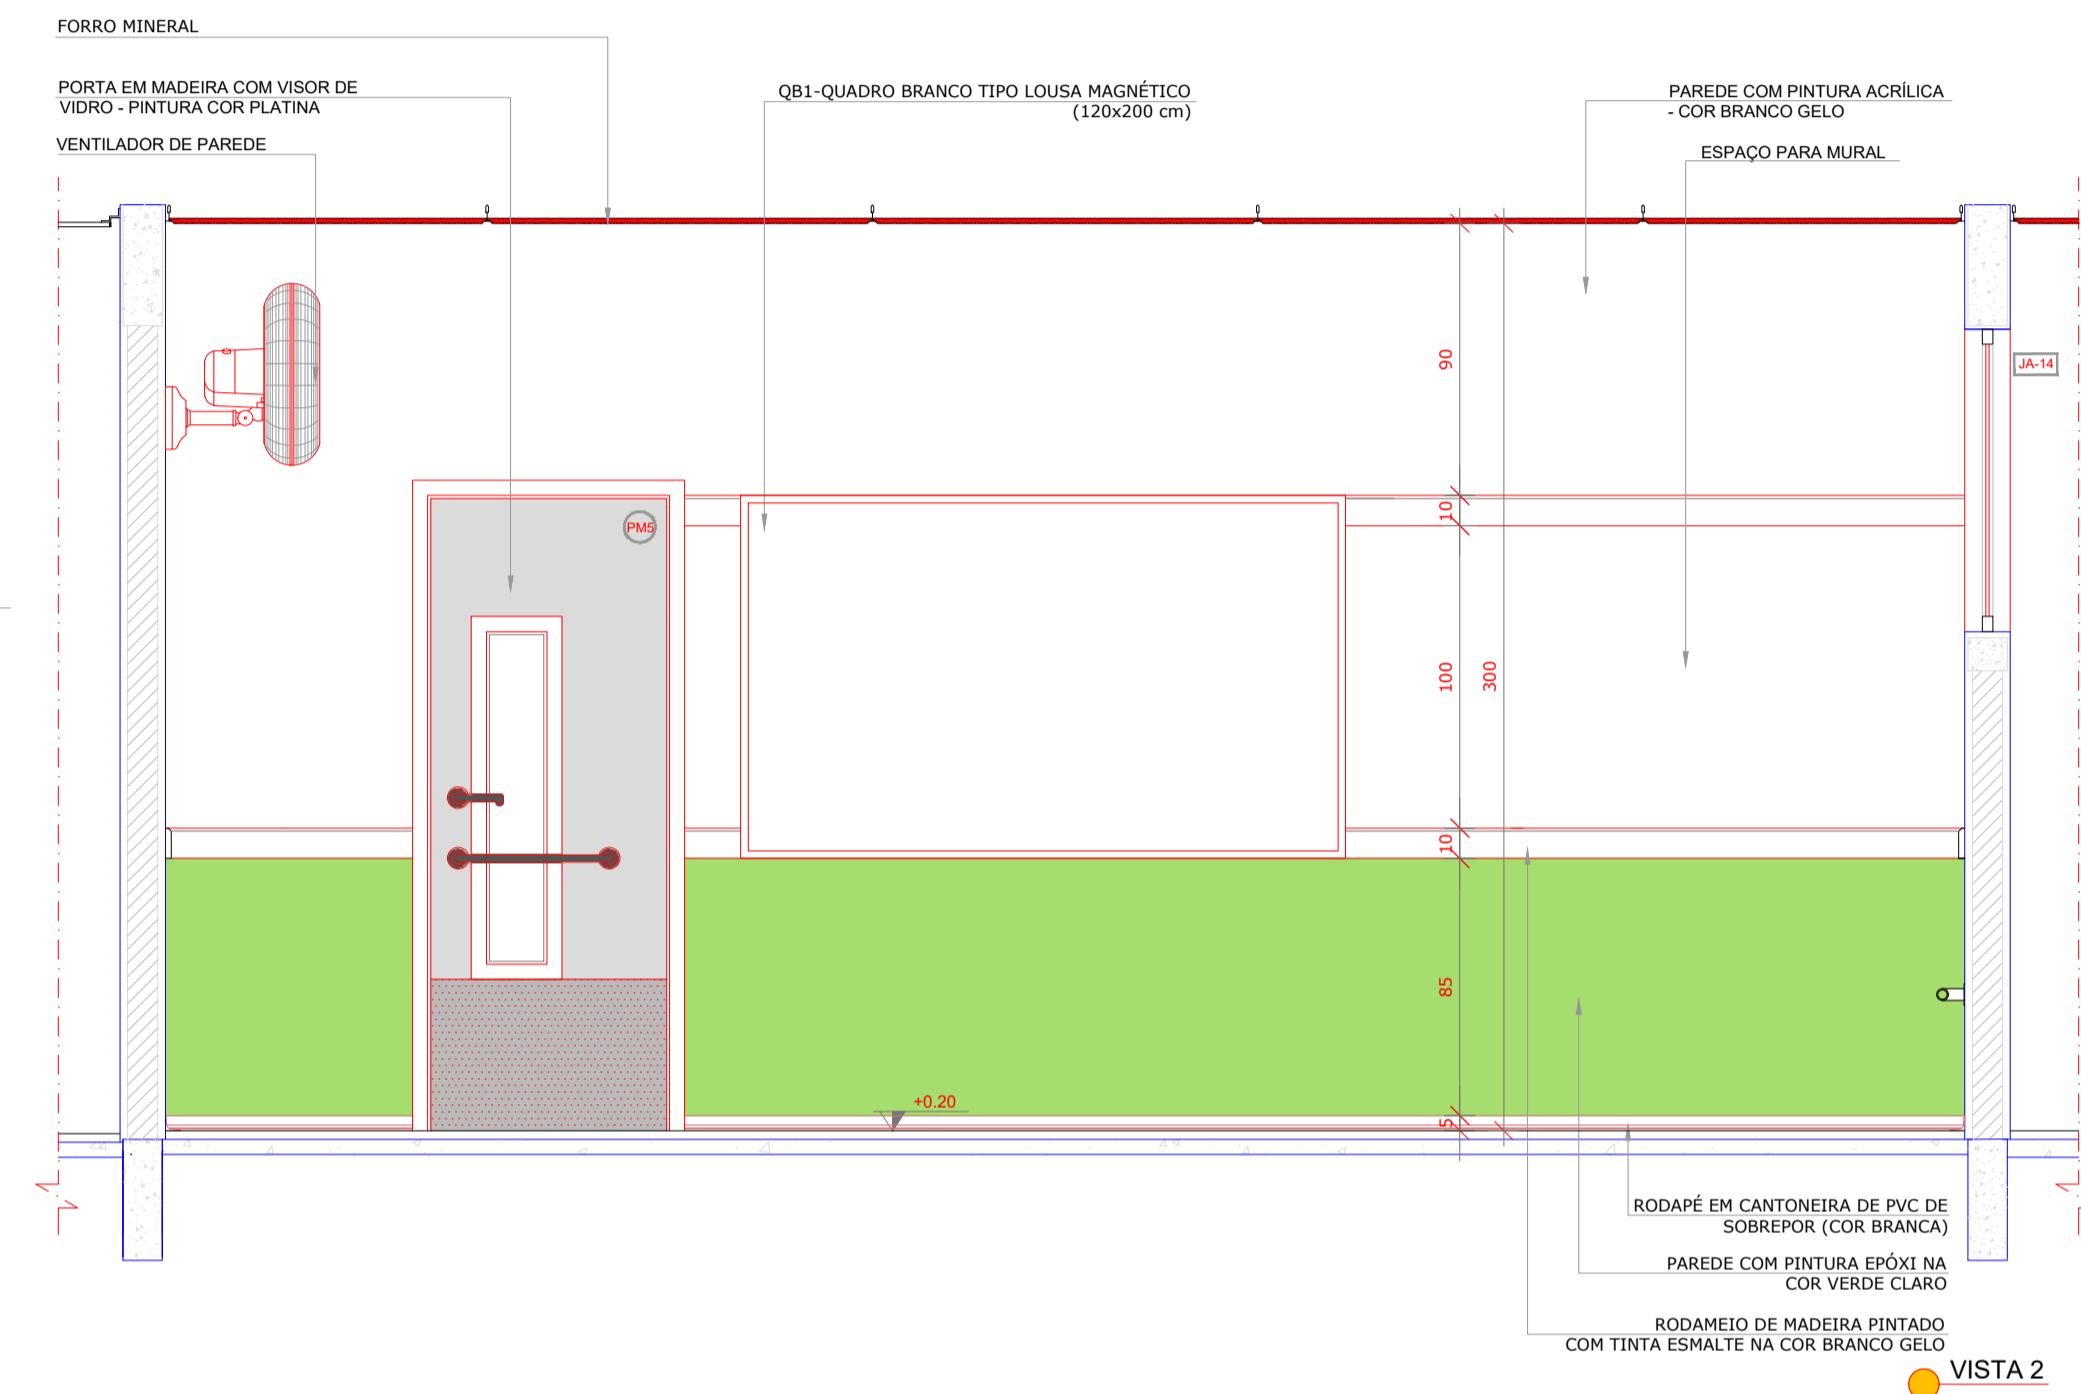 FORRO MINERAL
PORTA EM MADEIRA COM VISOR DE
VIDRO - PINTURA COR PLATINA
VENTILADOR DE PAREDE
QB1-QUADRO BRANCO TIPO LOUSA MAGNÉTICO
(120x200 cm)
PAREDE COM PINTURA ACRÍLICA
- COR BRANCO GELO
ESPAÇO PARA MURAL
JA-14
90
10
PM5
100
300
10
85
+0.20
5
RODAPÉ EM CANTONEIRA DE PVC DE
SOBREPOR (COR BRANCA)
PAREDE COM PINTURA EPÓXI NA
COR VERDE CLARO
RODAMEIO DE MADEIRA PINTADO
COM TINTA ESMALTE NA COR BRANCO GELO
VISTA 2